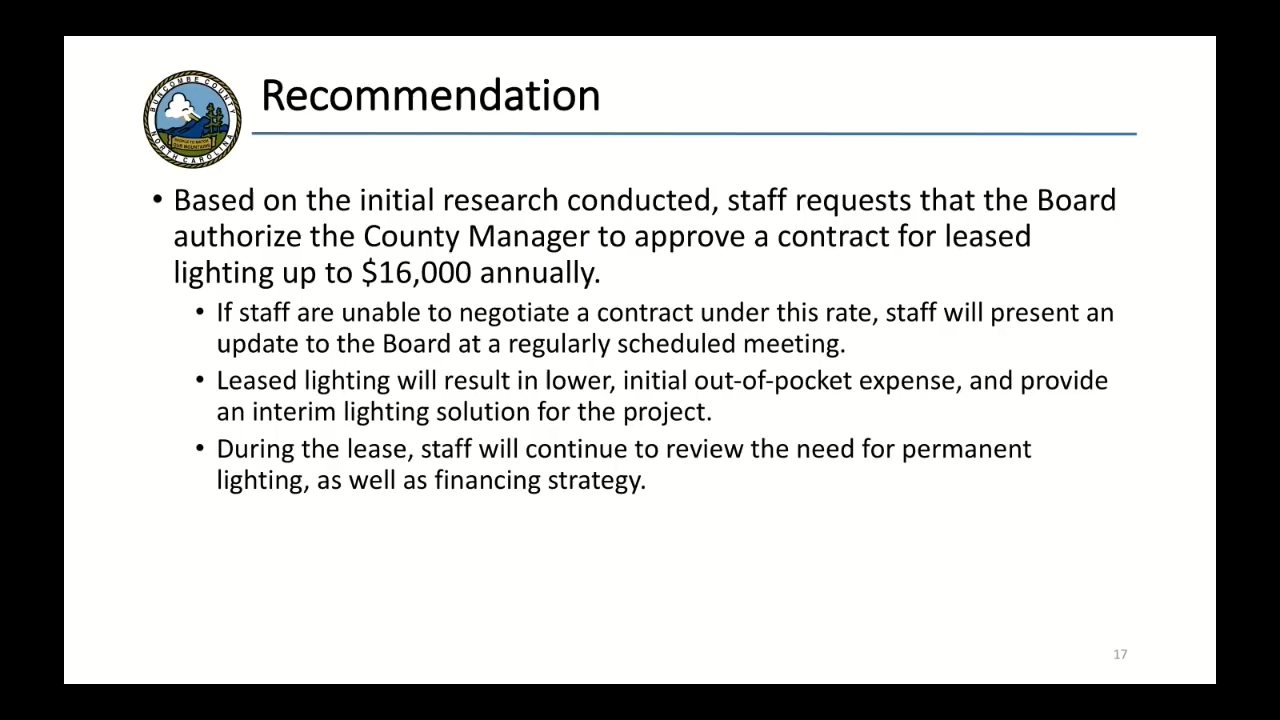 BUNCOMBE COUNTY
NORTH CAROLINA
Recommendation
• Based on the initial research conducted, staff requests that the Board
authorize the County Manager to approve a contract for leased
lighting up to $16,000 annually.
• If staff are unable to negotiate a contract under this rate, staff will present an
update to the Board at a regularly scheduled meeting.
• Leased lighting will result in lower, initial out-of-pocket expense, and provide
an interim lighting solution for the project.
• During the lease, staff will continue to review the need for permanent
lighting, as well as financing strategy.
17